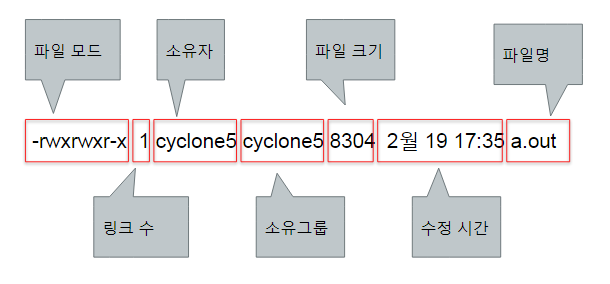 파일 모드
소유자
파일 크기
파일명
-rwxrwxr-x 1 cyclone5 cyclone5 8304 2월 19 17:35 a.out
링크 수
소유그룹
수정 시간